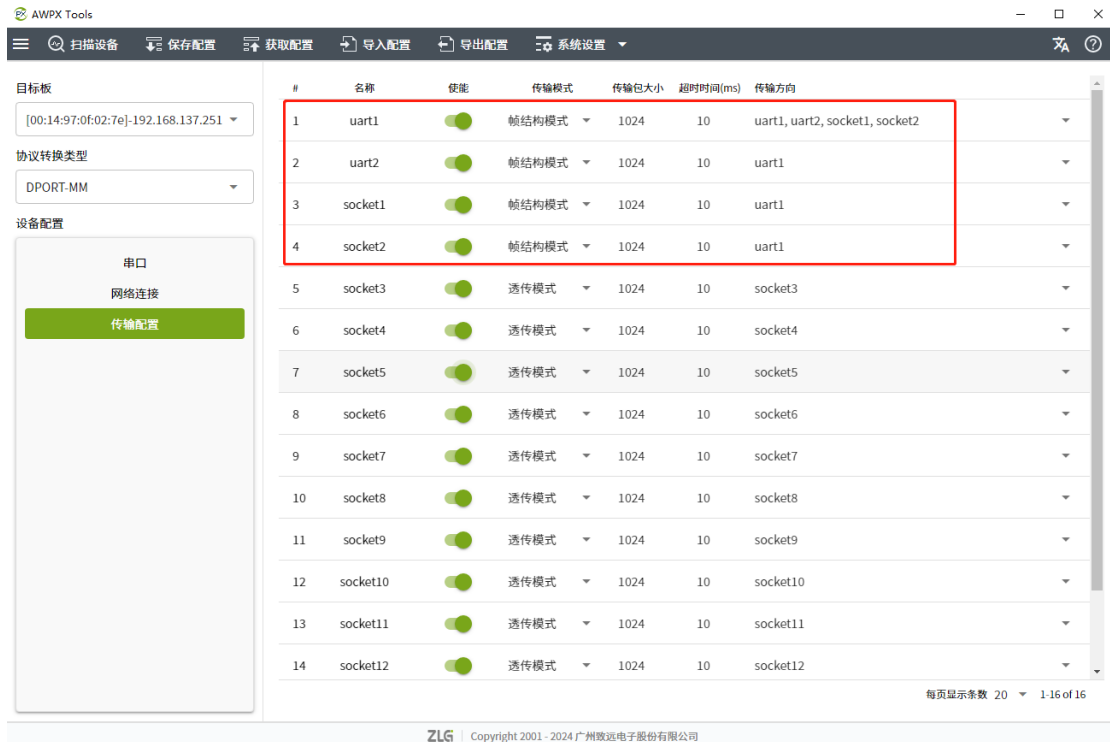 AWPX Tools
扫描设备 保存配置 获取配置 导入配置 导出配置 系统设置
目标板
[00:14:97:0f:02:7e]-192.168.137.251
协议转换类型
DPORT-MM
设备配置
串口
网络连接
传输配置
# 名称 使能 传输模式 传输包大小 超时时间(ms) 传输方向
1 uart1 帧结构模式 1024 10 uart1, uart2, socket1, socket2
2 uart2 帧结构模式 1024 10 uart1
3 socket1 帧结构模式 1024 10 uart1
4 socket2 帧结构模式 1024 10 uart1
5 socket3 透传模式 1024 10 socket3
6 socket4 透传模式 1024 10 socket4
7 socket5 透传模式 1024 10 socket5
8 socket6 透传模式 1024 10 socket6
9 socket7 透传模式 1024 10 socket7
10 socket8 透传模式 1024 10 socket8
11 socket9 透传模式 1024 10 socket9
12 socket10 透传模式 1024 10 socket10
13 socket11 透传模式 1024 10 socket11
14 socket12 透传模式 1024 10 socket12
每页显示条数 20 1-16 of 16
ZLG | Copyright 2001 - 2024 广州致远电子股份有限公司